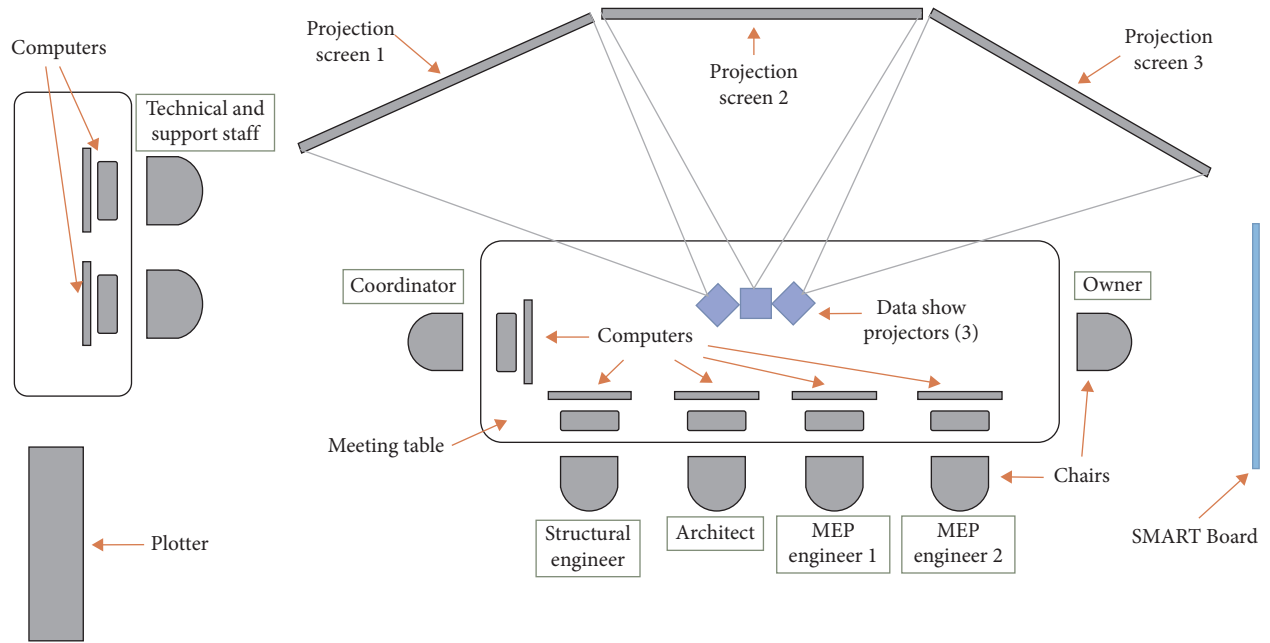 Computers
Technical and
support staff
Projection
screen 1
Projection
screen 2
Projection
screen 3
Coordinator
Owner
Data show
projectors (3)
Computers
Meeting table
Chairs
Structural
engineer
Architect
MEP
engineer 1
MEP
engineer 2
Plotter
SMART Board